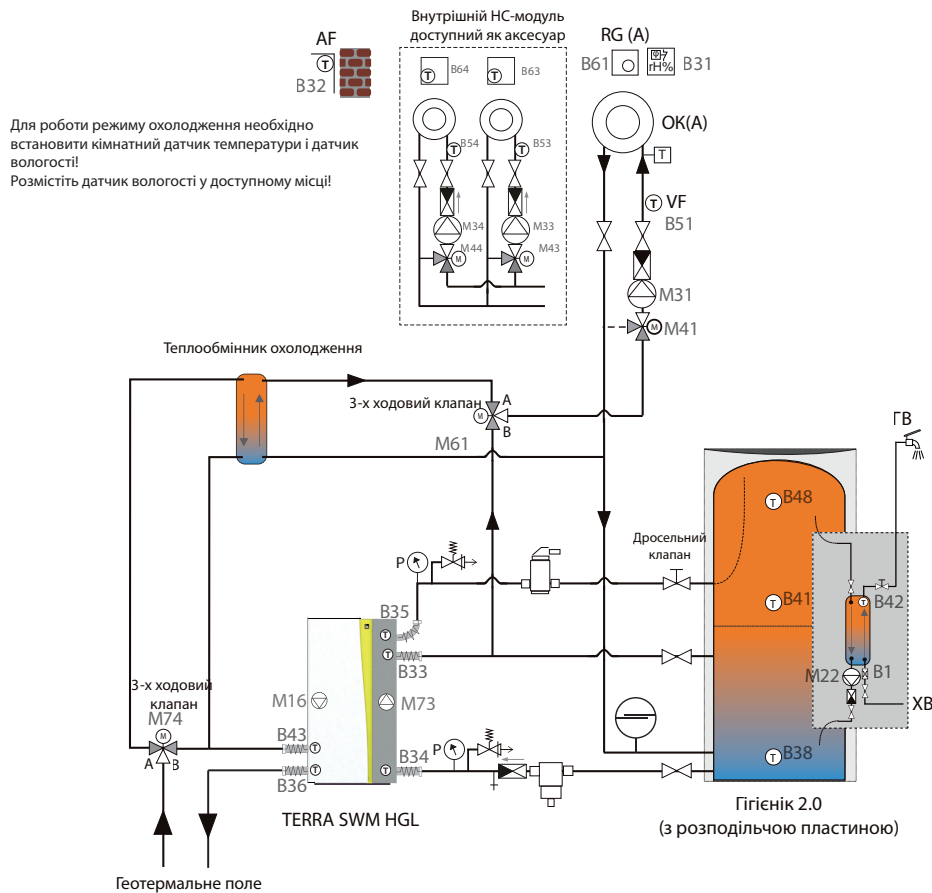 Внутрішній НС-модуль
доступний як аксесуар
AF
T
B32
T
B64
T
B63
RG (A)
B61
rH%
B31
OK(A)
T
Для роботи режиму охолодження необхідно
встановити кімнатний датчик температури і датчик
вологості!
Розмістіть датчик вологості у доступному місці!
T
B54
T
B53
T
VF
B51
M34
M33
M44
M
M43
M
M31
M
M41
Теплообмінник охолодження
3-х ходовий клапан
A
M
B
M61
ГВ
T
B48
Дросельний
клапан
P
B35
T
T
B33
T
B41
T
B42
3-х ходовий
клапан
M74
M
A
B
M16
M73
M22
B1
ХВ
B43
T
B36
T
B34
T
P
T
B38
TERRA SWM HGL
Гігієнік 2.0
(з розподільчою пластиною)
Геотермальне поле